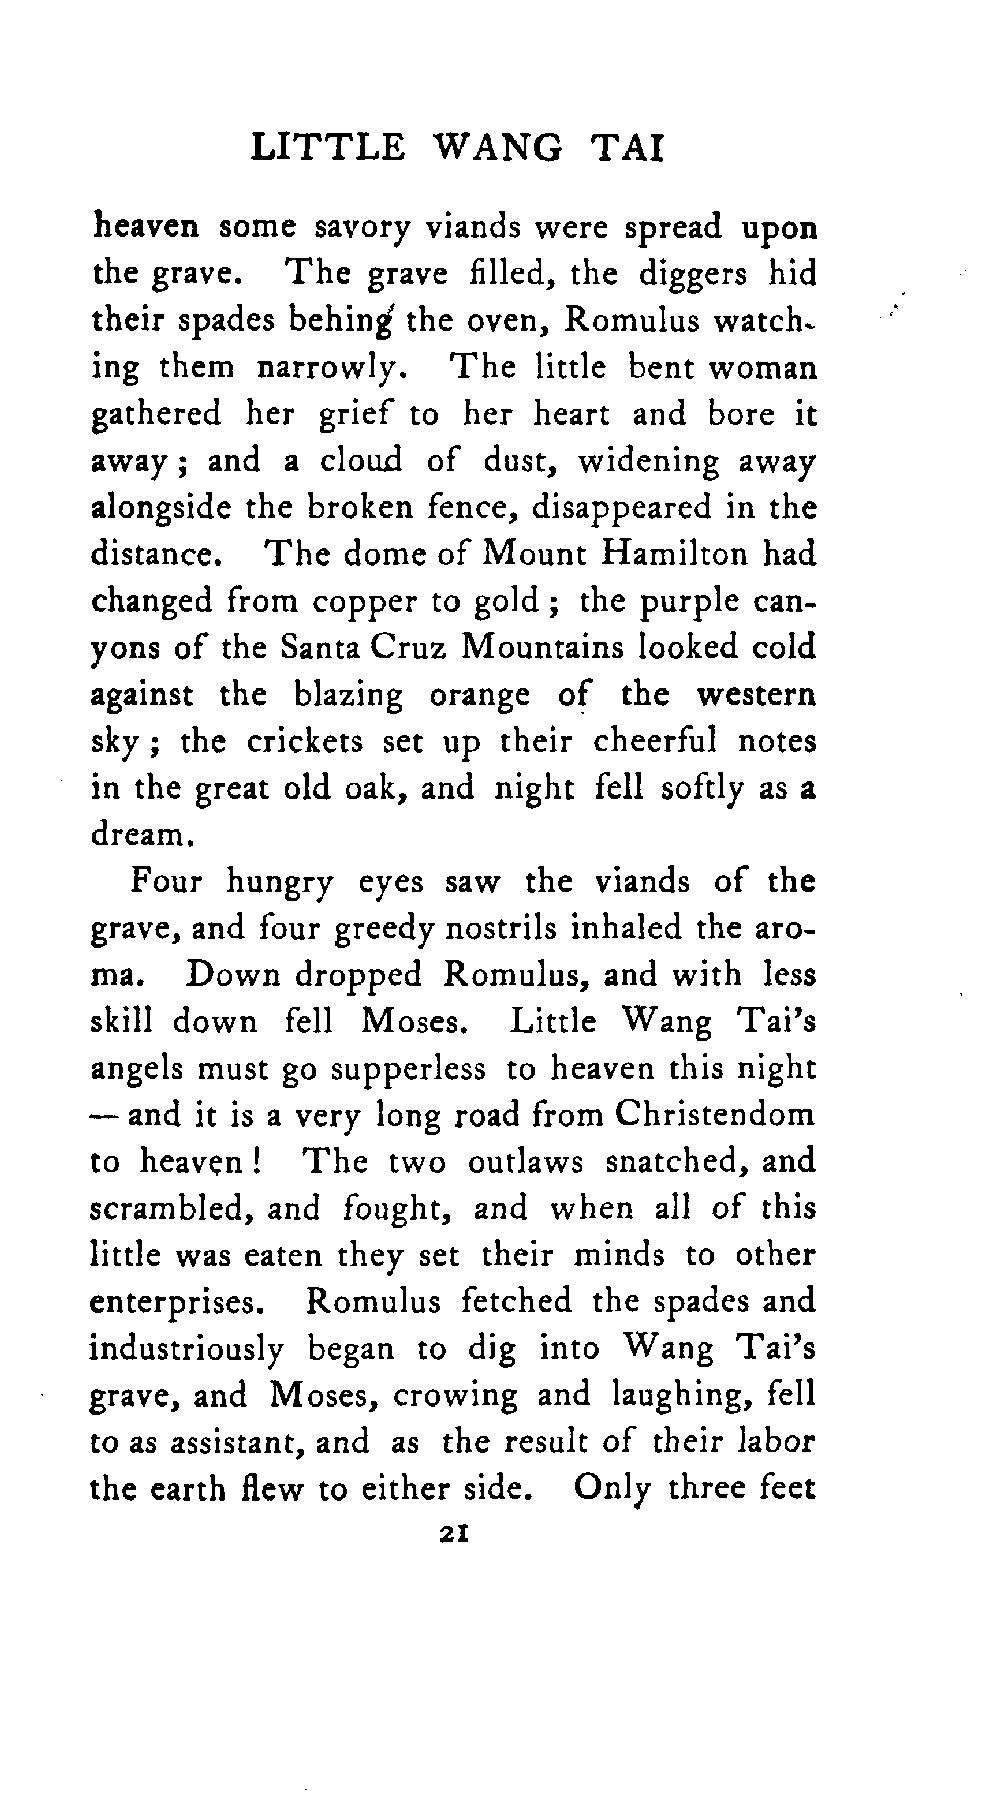 LITTLE WANG TAI
heaven some savory viands were spread upon
the grave. The grave filled, the diggers hid
their spades behing the oven, Romulus watch-
ing them narrowly. The little bent woman
gathered her grief to her heart and bore it
away ; and a cloud of dust, widening away
alongside the broken fence, disappeared in the
distance. The dome of Mount Hamilton had
changed from copper to gold ; the purple can-
yons of the Santa Cruz Mountains looked cold
against the blazing orange of the western
sky ; the crickets set up their cheerful notes
in the great old oak, and night fell softly as a
dream.
Four hungry eyes saw the viands of the
grave, and four greedy nostrils inhaled the aro-
ma. Down dropped Romulus, and with less
skill down fell Moses. Little Wang Tai's
angels must go supperless to heaven this night
— and it is a very long road from Christendom
to heaven ! The two outlaws snatched, and
scrambled, and fought, and when all of this
little was eaten they set their minds to other
enterprises. Romulus fetched the spades and
industriously began to dig into Wang Tai's
grave, and Moses, crowing and laughing, fell
to as assistant, and as the result of their labor
the earth flew to either side. Only three feet
21